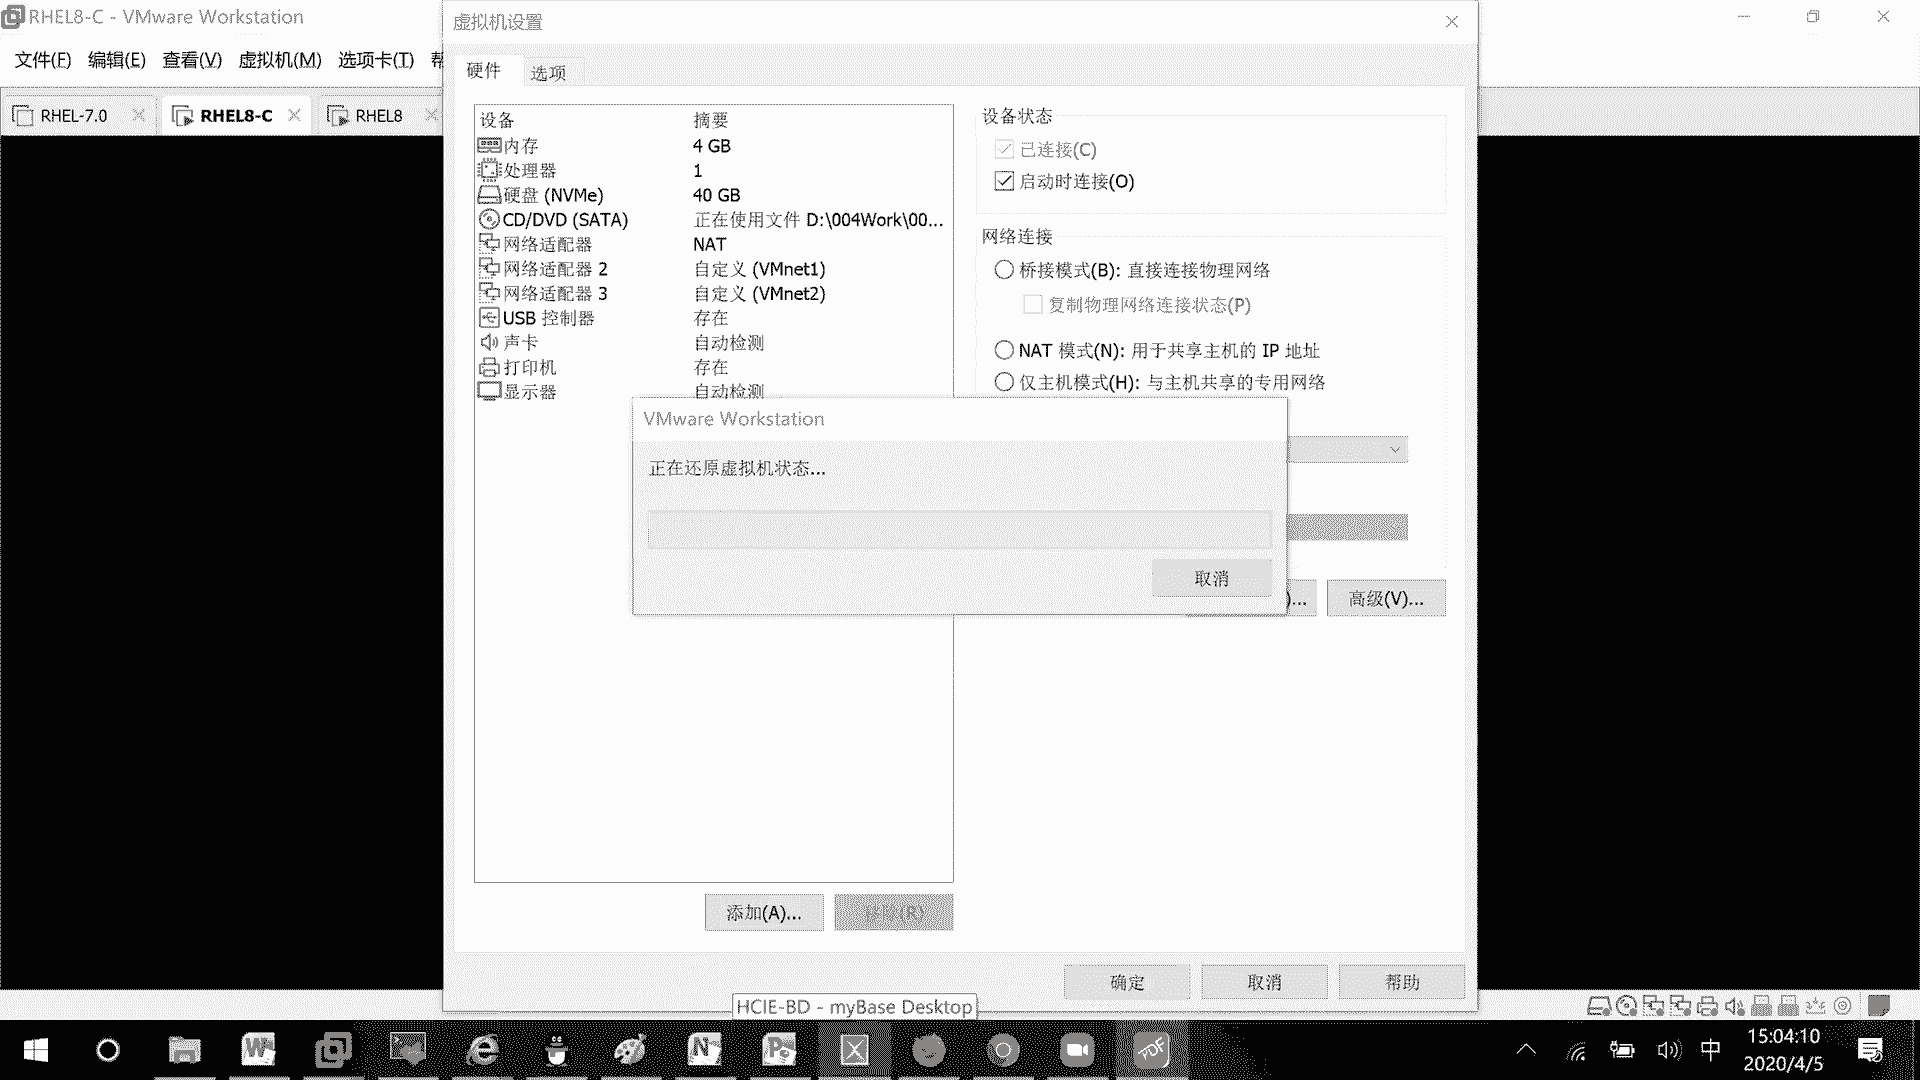 RHEL8-C - VMware Workstation
文件(F) 编辑(E) 查看(V) 虚拟机(M) 选项卡(T)
RHEL-7.0
RHEL8-C
RHEL8
虚拟机设置
硬件
选项
设备 摘要
内存 4 GB
处理器 1
硬盘 (NVMe) 40 GB
CD/DVD (SATA) 正在使用文件 D:\004Work\00...
网络适配器 NAT
网络适配器 2 自定义 (VMnet1)
网络适配器 3 自定义 (VMnet2)
USB 控制器 存在
声卡 自动检测
打印机 存在
显示器 自动检测
添加(A)...
移除(R)
设备状态
已连接(C)
启动时连接(O)
网络连接
桥接模式(B): 直接连接物理网络
复制物理网络连接状态(P)
NAT 模式(N): 用于共享主机的 IP 地址
仅主机模式(H): 与主机共享的专用网络
)...
高级(V)...
VMware Workstation
正在还原虚拟机状态...
取消
确定
取消
帮助
HCIE-BD - myBase Desktop
中
15:04:10
2020/4/5